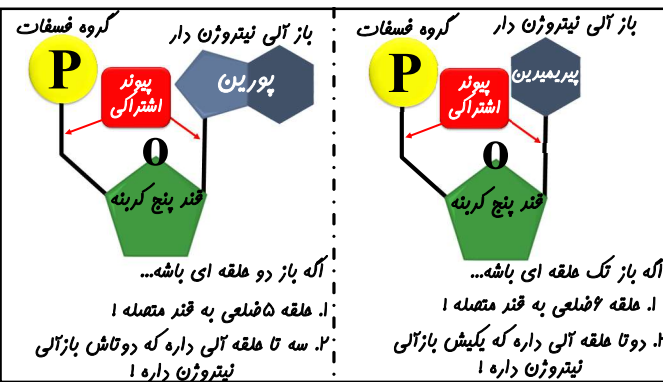 باز آلی نیتروژن دار
گروه فسفات
P
پیوند
اشتراکی
پیریمیدین
O
قند پنج کربنه
اگه باز تک حلقه ای باشه...
۱. حلقه ۶ضلعی به قند متصله !
۲. دوتا حلقه آلی داره که یکیش بازآلی
نیتروژن داره !
باز آلی نیتروژن دار
گروه فسفات
P
پیوند
اشتراکی
پورین
O
قند پنج کربنه
اگه باز دو حلقه ای باشه...
۱. حلقه ۵ضلعی به قند متصله !
۲. سه تا حلقه آلی داره که دوتاش بازآلی
نیتروژن داره !